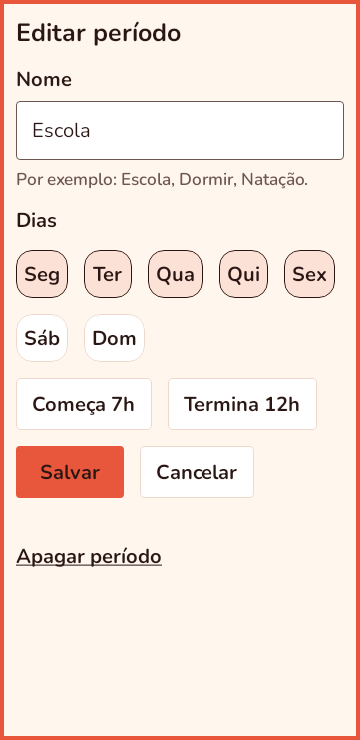 Editar período
Nome
Escola
Por exemplo: Escola, Dormir, Natação.
Dias
Seg Ter Qua Qui Sex
Sáb Dom
Começa 7h Termina 12h
Salvar Cancelar
Apagar período